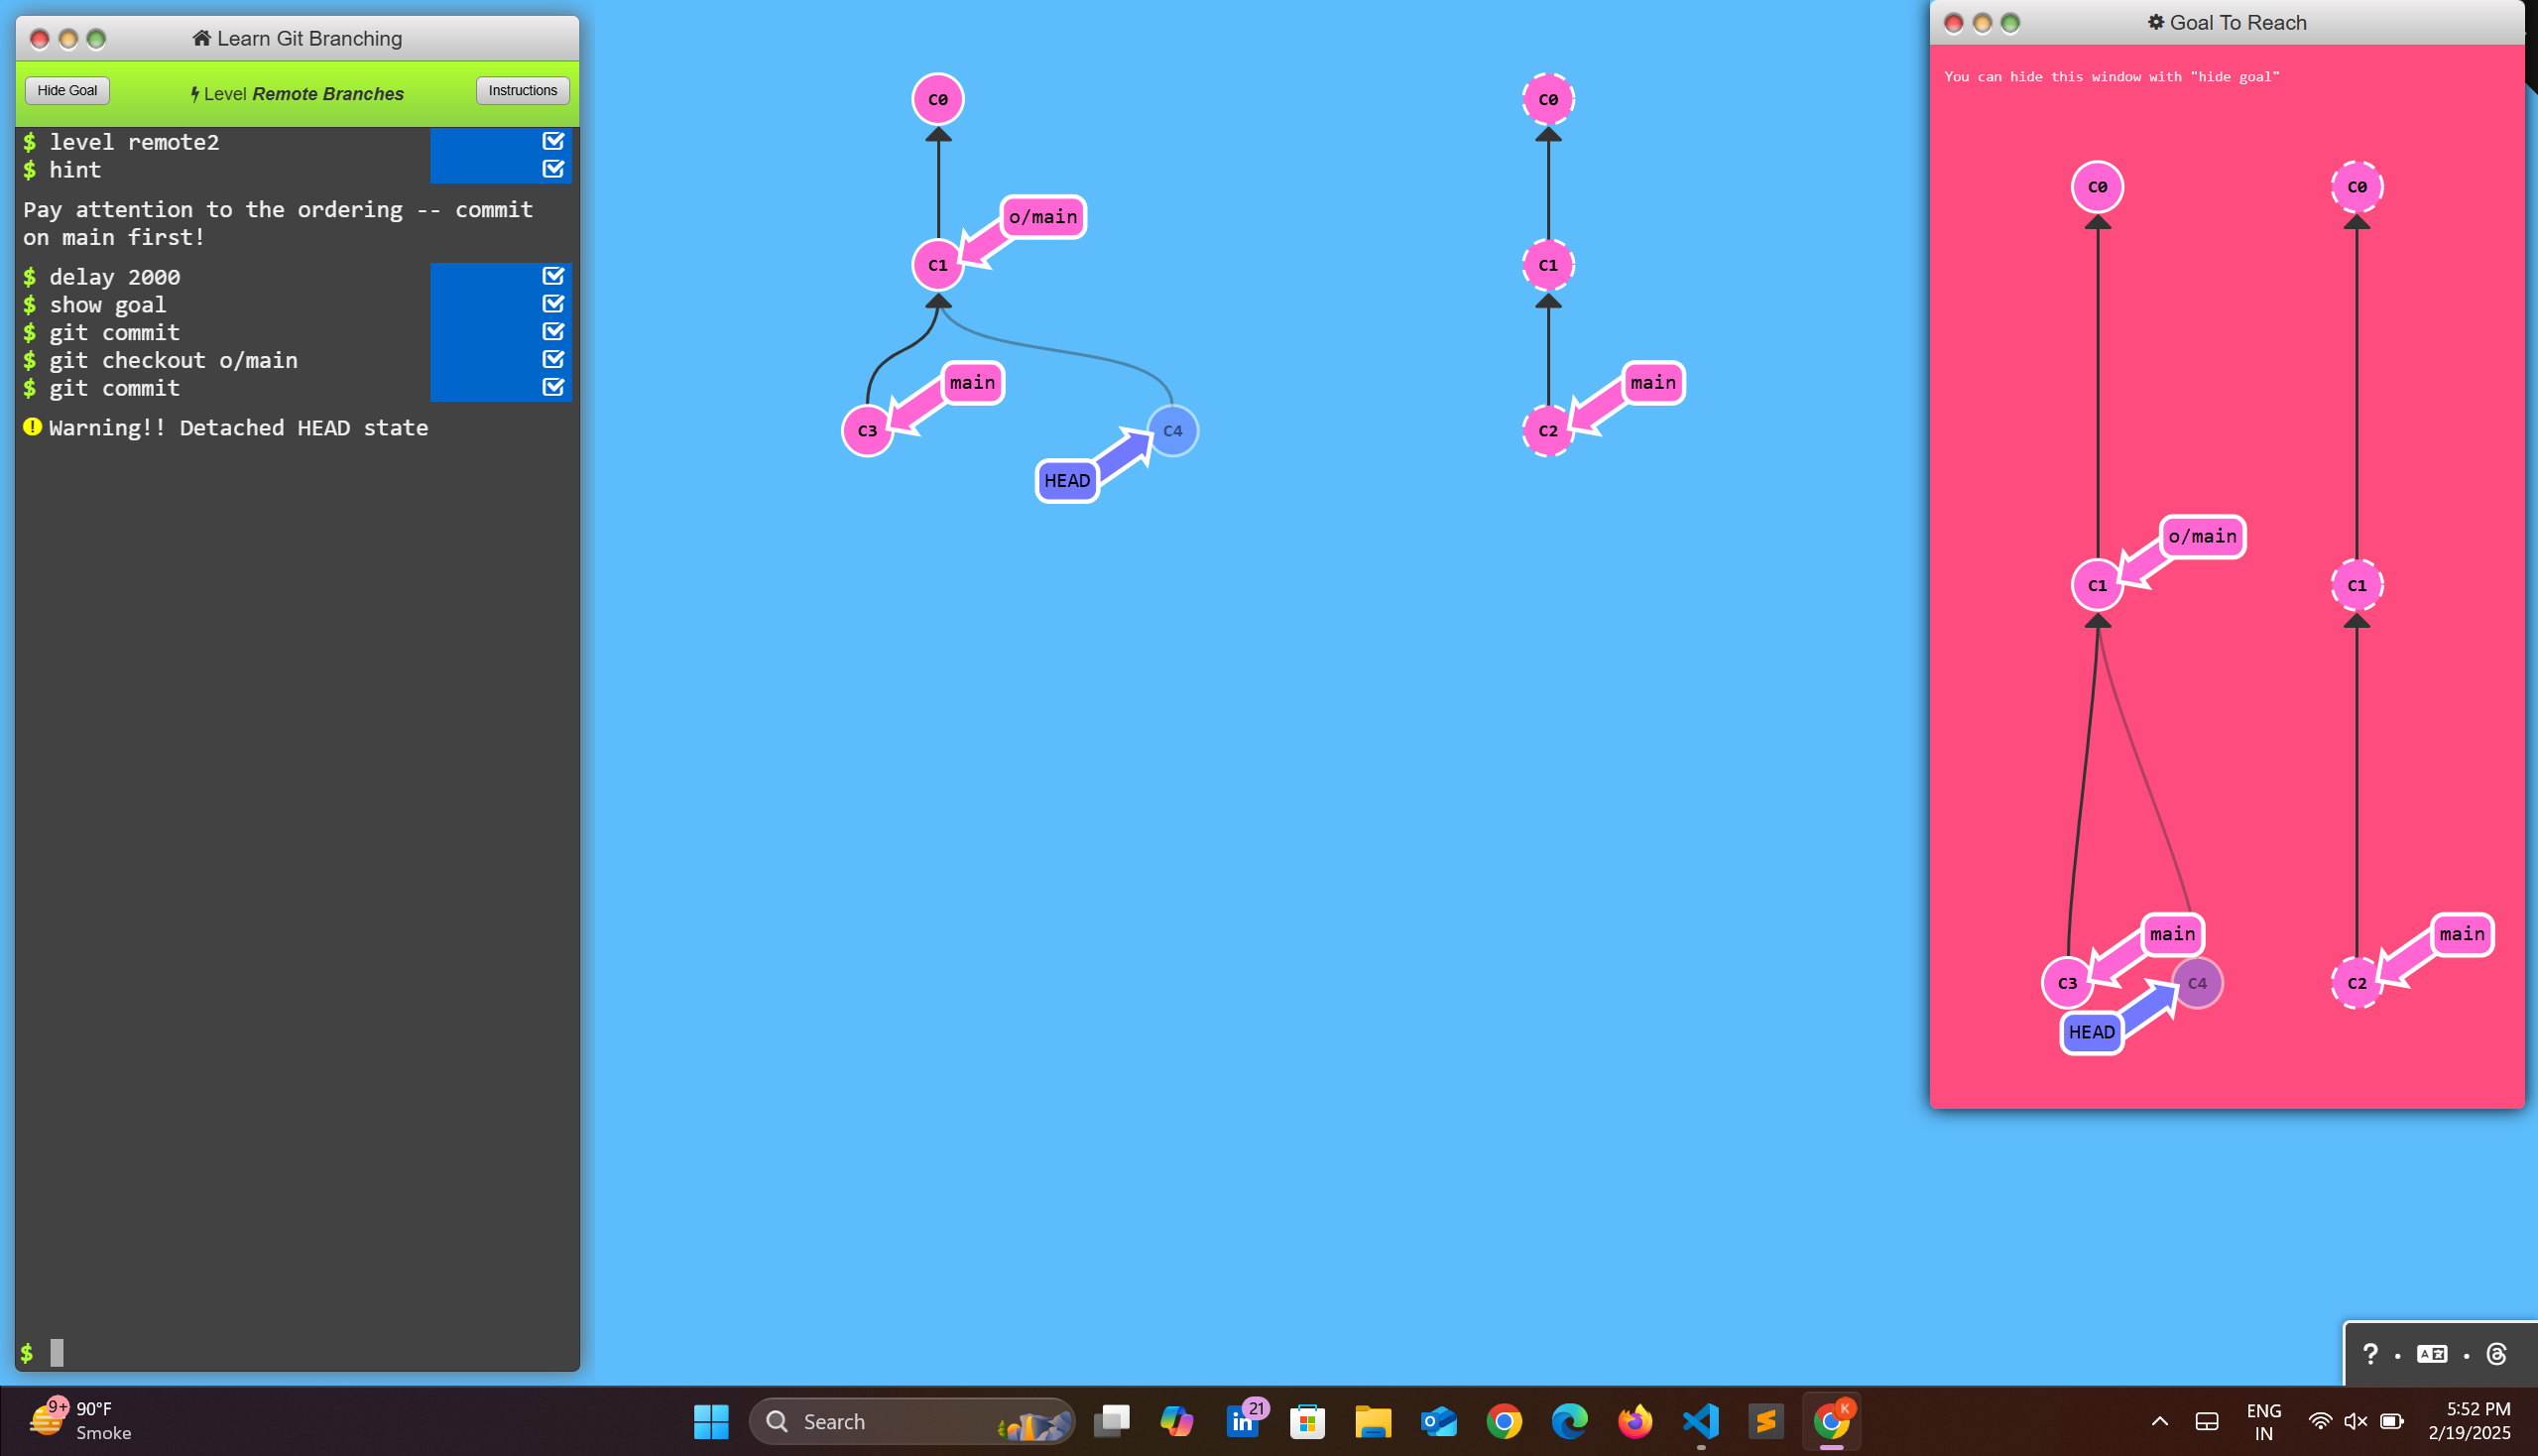 Learn Git Branching
Hide Goal
Level Remote Branches
Instructions
$ level remote2
$ hint
Pay attention to the ordering -- commit
on main first!
$ delay 2000
$ show goal
$ git commit
$ git checkout o/main
$ git commit
Warning!! Detached HEAD state
$
C0
o/main
C1
main
C3
C4
HEAD
C0
C1
main
C2
Goal To Reach
You can hide this window with "hide goal"
C0
C0
o/main
C1
C1
main
main
C3
C4
C2
HEAD
?
9+
90°F
Smoke
Search
21
K
ENG
IN
5:52 PM
2/19/2025